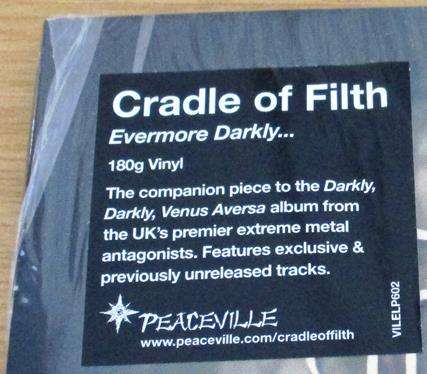 Cradle of Filth
Evermore Darkly...
180g Vinyl
The companion piece to the Darkly,
Darkly, Venus Aversa album from
the UK's premier extreme metal
antagonists. Features exclusive &
previously unreleased tracks.
PEACEVILLE
www.peaceville.com/cradleoffilth
VILELP602